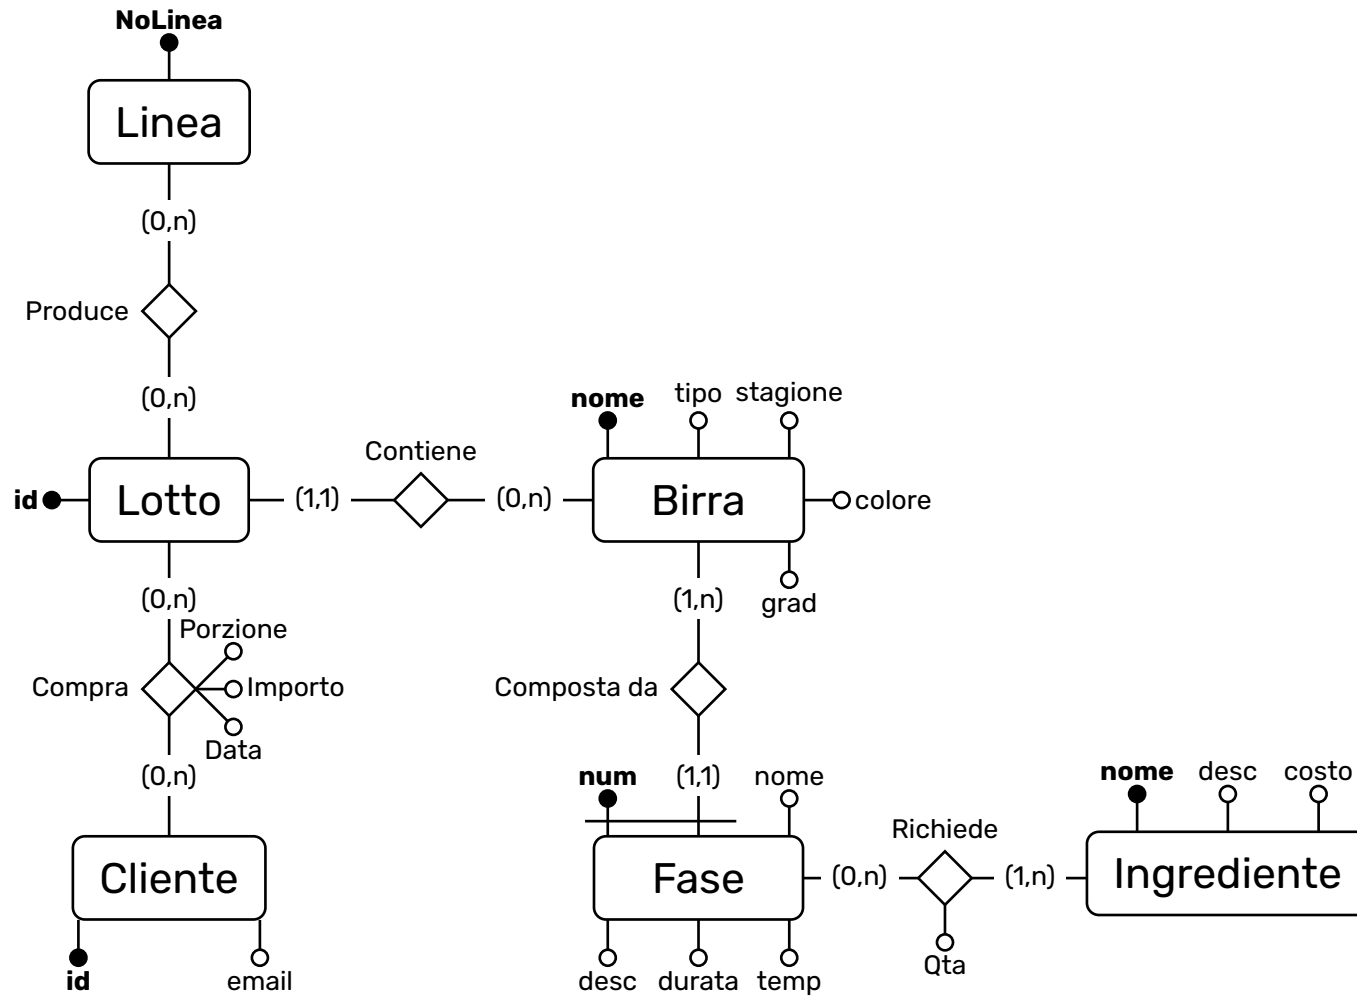 NoLinea
Linea
(0,n)
Produce
(0,n)
nome tipo stagione
Contiene
id Lotto (1,1) (0,n) Birra colore
(0,n) (1,n) grad
Porzione
Compra Importo Composta da
Data
(0,n) num (1,1) nome nome desc costo
Richiede
Cliente Fase (0,n) (1,n) Ingrediente
Qta
id email desc durata temp